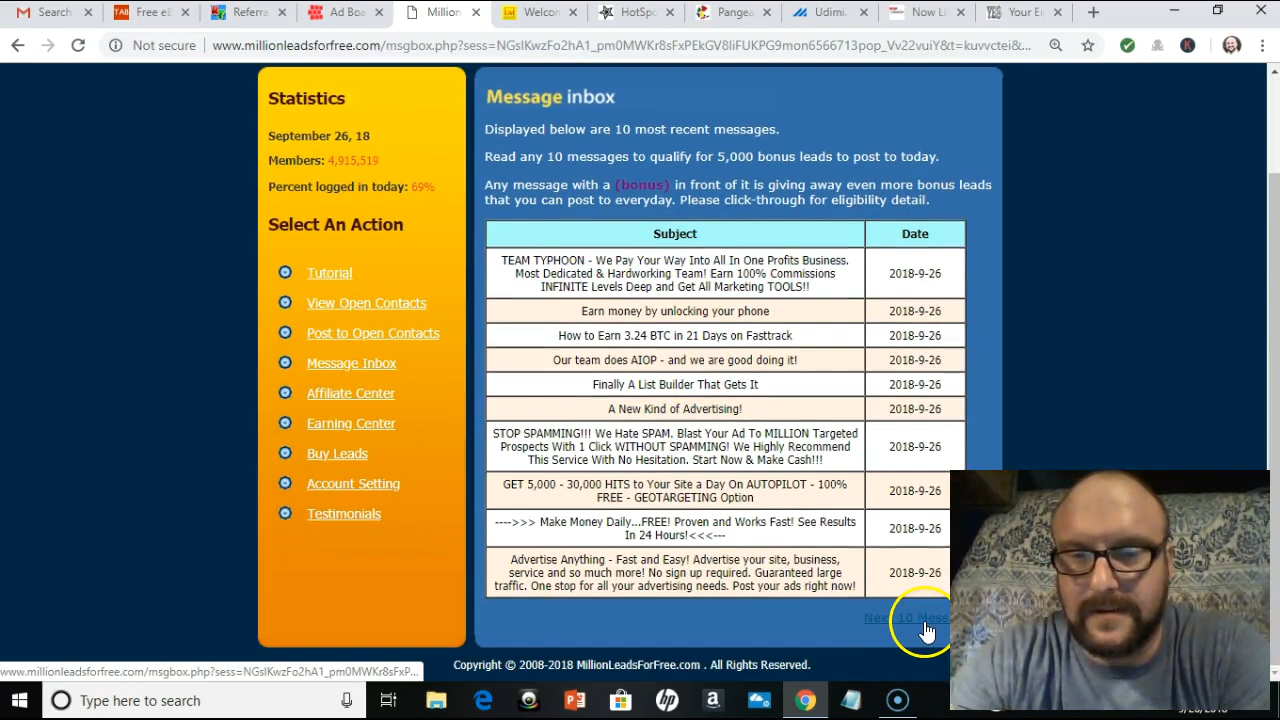 Search
Free eB
Referra
Ad Boa
Million
Welcom
HotSpo
Pangea
Udimi
Now Li
Your E
Not secure
www.millionleadsforfree.com/msgbox.php?sess=
Statistics
September 26, 18
Members: 4,915,519
Percent logged in today: 69%
Select An Action
Tutorial
View Open Contacts
Post to Open Contacts
Message Inbox
Affiliate Center
Earning Center
Buy Leads
Account Setting
Testimonials
Message inbox
Displayed below are 10 most recent messages.
Read any 10 messages to qualify for 5,000 bonus leads to post to today.
Any message with a (bonus) in front of it is giving away even more bonus leads
that you can post to everyday. Please click-through for eligibility detail.
Subject Date
TEAM TYPHOON - We Pay Your Way Into All In One Profits Business.
Most Dedicated & Hardworking Team! Earn 100% Commissions
INFINITE Levels Deep and Get All Marketing TOOLS!!
2018-9-26
Earn money by unlocking your phone 2018-9-26
How to Earn 3.24 BTC in 21 Days on Fasttrack 2018-9-26
Our team does AIOP - and we are good doing it! 2018-9-26
Finally A List Builder That Gets It 2018-9-26
A New Kind of Advertising! 2018-9-26
STOP SPAMMING!!! We Hate SPAM. Blast Your Ad To MILLION Targeted
Prospects With 1 Click WITHOUT SPAMMING! We Highly Recommend
This Service With No Hesitation. Start Now & Make Cash!!!
2018-9-26
GET 5,000 - 30,000 HITS to Your Site a Day On AUTOPILOT - 100%
FREE - GEOTARGETING Option
2018-9-26
---->>> Make Money Daily...FREE! Proven and Works Fast! See Results
In 24 Hours!<<<---
2018-9-26
Advertise Anything - Fast and Easy! Advertise your site, business,
service and so much more! No sign up required. Guaranteed large
traffic. One stop for all your advertising needs. Post your ads right now!
2018-9-26
Next 10 Mess
Copyright © 2008-2018 MillionLeadsForFree.com . All Rights Reserved.
www.millionleadsforfree.com/msgbox.php?sess=
Type here to search